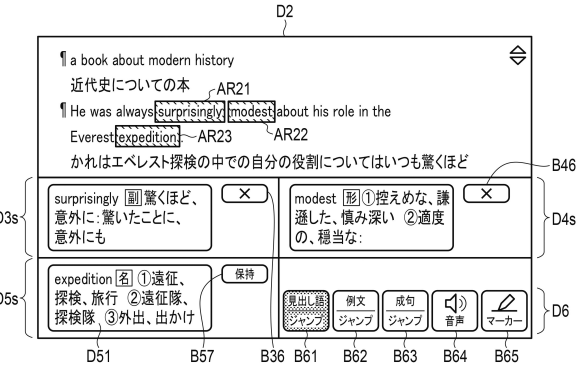 D2
¶ a book about modern history
近代史についての本
AR21
¶ He was always surprisingly modest about his role in the
Everest expedition. AR23 AR22
かれはエベレスト探検の中での自分の役割についてはいつも驚くほど
B46
D3s
surprisingly 副 驚くほど、
意外に:驚いたことに、
意外にも
×
modest 形 ①控えめな、謙
遜した、慎み深い ②適度
の、穏当な:
×
D4s
D5s
expedition 名 ①遠征、
探検、旅行 ②遠征隊、
探検隊 ③外出、出かけ
保持
見出し語
ジャンプ
例文
ジャンプ
成句
ジャンプ
音声
マーカー
D6
D51 B57 B36 B61 B62 B63 B64 B65